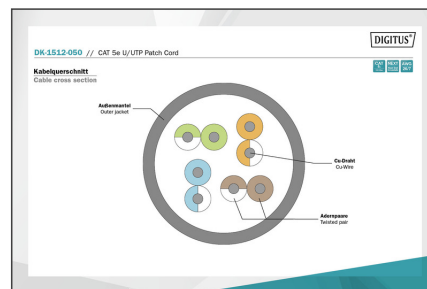 DIGITUS®
DK-1512-050 // CAT 5e U/UTP Patch Cord
Kabelquerschnitt
Cable cross section
Außenmantel
Outer jacket
Cu-Draht
Cu-Wire
Aderspaare
Twisted pair